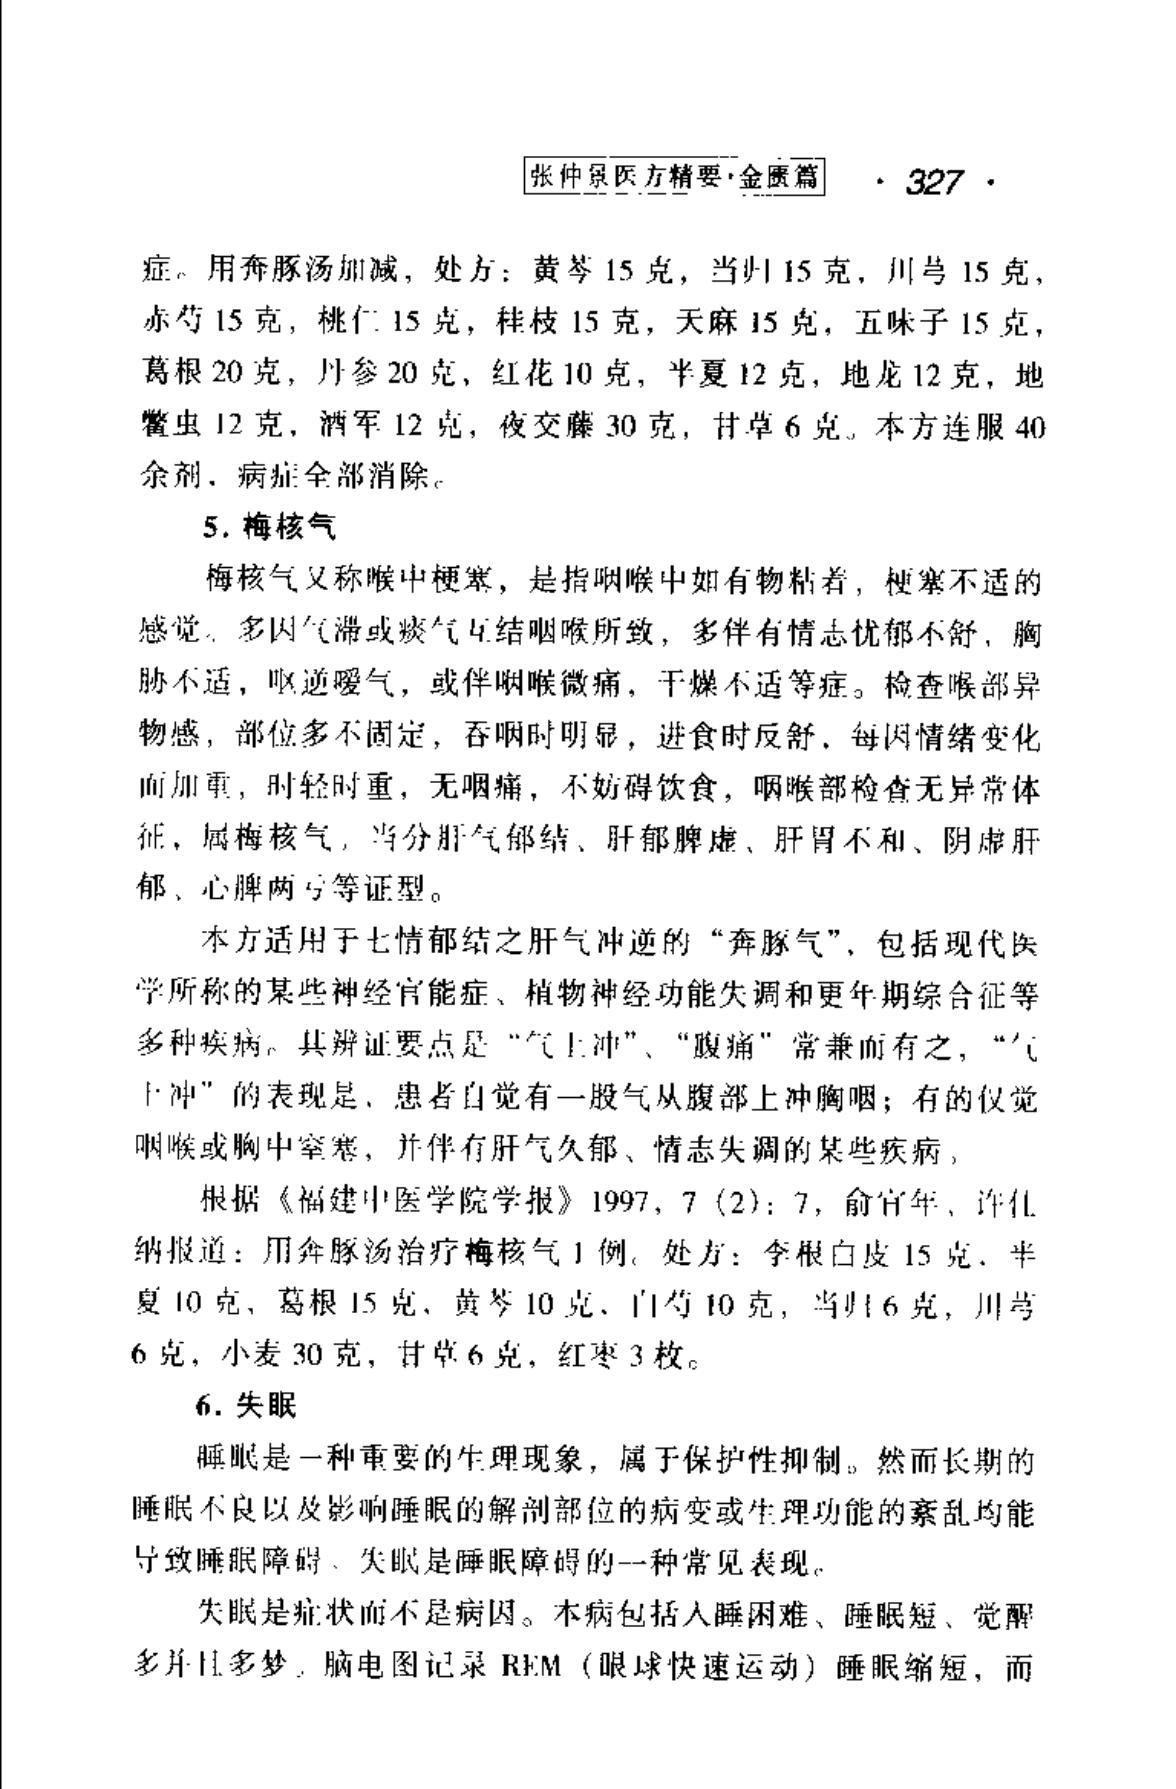 张仲景医方精要·金匮篇 · 327 ·
症。用奔豚汤加减，处方：黄芩 15 克，当归 15 克，川芎 15 克，
赤芍 15 克，桃仁 15 克，桂枝 15 克，天麻 15 克，五味子 15 克，
葛根 20 克，丹参 20 克，红花 10 克，半夏 12 克，地龙 12 克，地
鳖虫 12 克，酒军 12 克，夜交藤 30 克，甘草 6 克。本方连服 40
余剂，病症全部消除。
5. 梅核气
梅核气又称喉中梗塞，是指咽喉中如有物粘着，梗塞不适的
感觉。多因气滞或痰气互结咽喉所致，多伴有情志忧郁不舒，胸
胁不适，呕逆嗳气，或伴咽喉微痛，干燥不适等症。检查喉部异
物感，部位多不固定，吞咽时明显，进食时反舒，每因情绪变化
而加重，时轻时重，无咽痛，不妨碍饮食，咽喉部检查无异常体
征，属梅核气，当分肝气郁结、肝郁脾虚、肝胃不和、阴虚肝
郁、心脾两亏等证型。
本方适用于七情郁结之肝气冲逆的“奔豚气”，包括现代医
学所称的某些神经官能症、植物神经功能失调和更年期综合征等
多种疾病。其辨证要点是“气上冲”、“腹痛”常兼而有之，“气
上冲”的表现是，患者自觉有一股气从腹部上冲胸咽；有的仅觉
咽喉或胸中窒塞，并伴有肝气久郁、情志失调的某些疾病。
根据《福建中医学院学报》1997，7（2）：7，俞宜年、许仕
纳报道：用奔豚汤治疗梅核气 1 例。处方：李根白皮 15 克、半
夏 10 克、葛根 15 克、黄芩 10 克、白芍 10 克，当归 6 克，川芎
6 克，小麦 30 克，甘草 6 克，红枣 3 枚。
6. 失眠
睡眠是一种重要的生理现象，属于保护性抑制。然而长期的
睡眠不良以及影响睡眠的解剖部位的病变或生理功能的紊乱均能
导致睡眠障碍、失眠是睡眠障碍的一种常见表现。
失眠是症状而不是病因。本病包括入睡困难、睡眠短、觉醒
多并且多梦。脑电图记录 REM（眼球快速运动）睡眠缩短，而